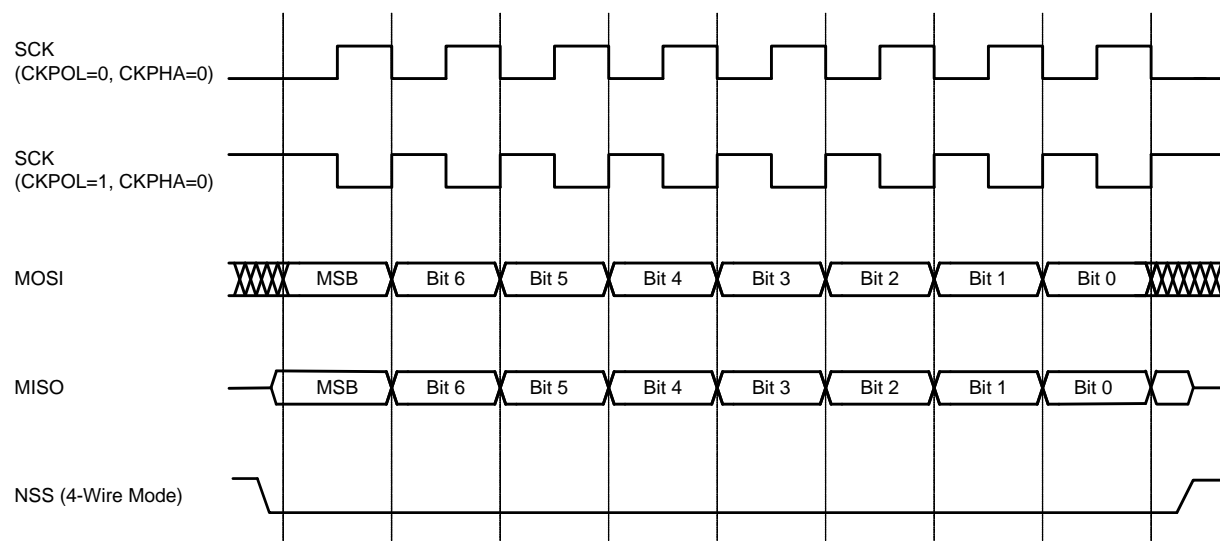 SCK
(CKPOL=0, CKPHA=0)
SCK
(CKPOL=1, CKPHA=0)
MOSI
MSB Bit 6 Bit 5 Bit 4 Bit 3 Bit 2 Bit 1 Bit 0
MISO
MSB Bit 6 Bit 5 Bit 4 Bit 3 Bit 2 Bit 1 Bit 0
NSS (4-Wire Mode)